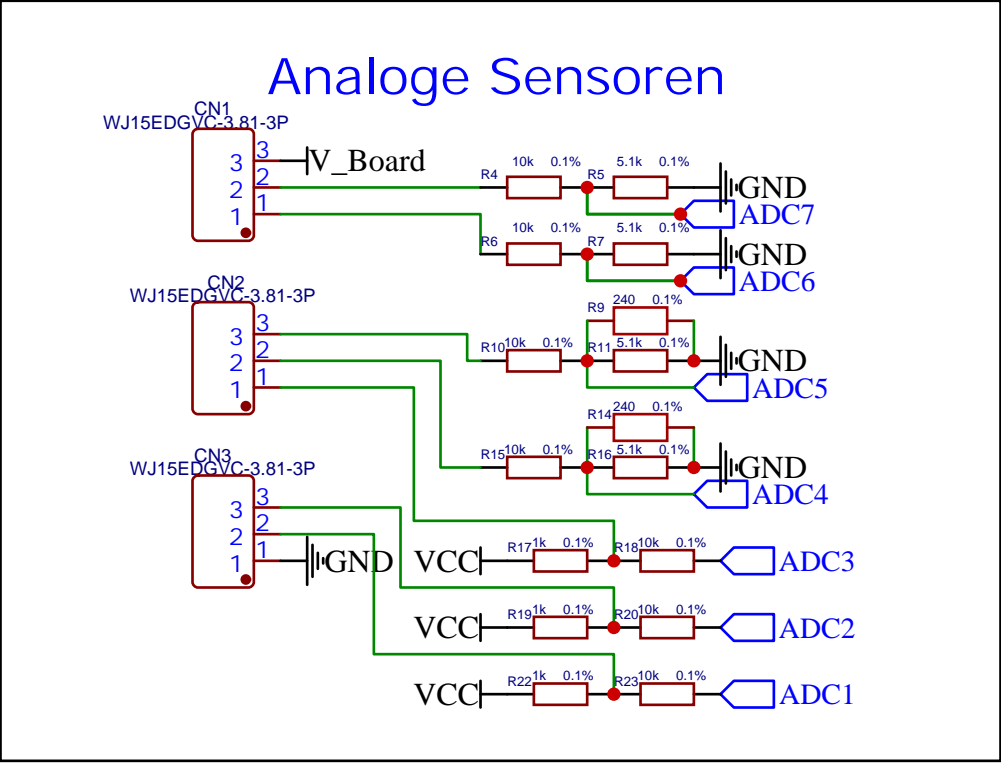 Analoge Sensoren
CN1
WJ15EDGVC-3.81-3P
3 3 V_Board
2 2
1 1
R4 10k 0.1% R5 5.1k 0.1% GND
ADC7
R6 10k 0.1% R7 5.1k 0.1% GND
ADC6
CN2
WJ15EDGVC-3.81-3P
3 3
2 2
1 1
R9 240 0.1%
R10 10k 0.1% R11 5.1k 0.1% GND
ADC5
R14 240 0.1%
R15 10k 0.1% R16 5.1k 0.1% GND
ADC4
CN3
WJ15EDGVC-3.81-3P
3 3
2 2
1 1 GND
VCC R17 1k 0.1% R18 10k 0.1% ADC3
VCC R19 1k 0.1% R20 10k 0.1% ADC2
VCC R22 1k 0.1% R23 10k 0.1% ADC1